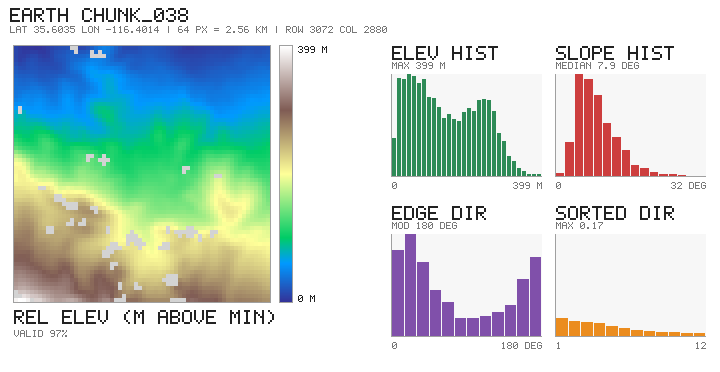 EARTH CHUNK_038
LAT 35.6035 LON -116.4014 | 64 PX = 2.56 KM | ROW 3072 COL 2880
399 M
0 M
REL ELEV (M ABOVE MIN)
VALID 97%
ELEV HIST
MAX 399 M
0 399 M
SLOPE HIST
MEDIAN 7.9 DEG
0 32 DEG
EDGE DIR
MOD 180 DEG
0 180 DEG
SORTED DIR
MAX 0.17
1 12